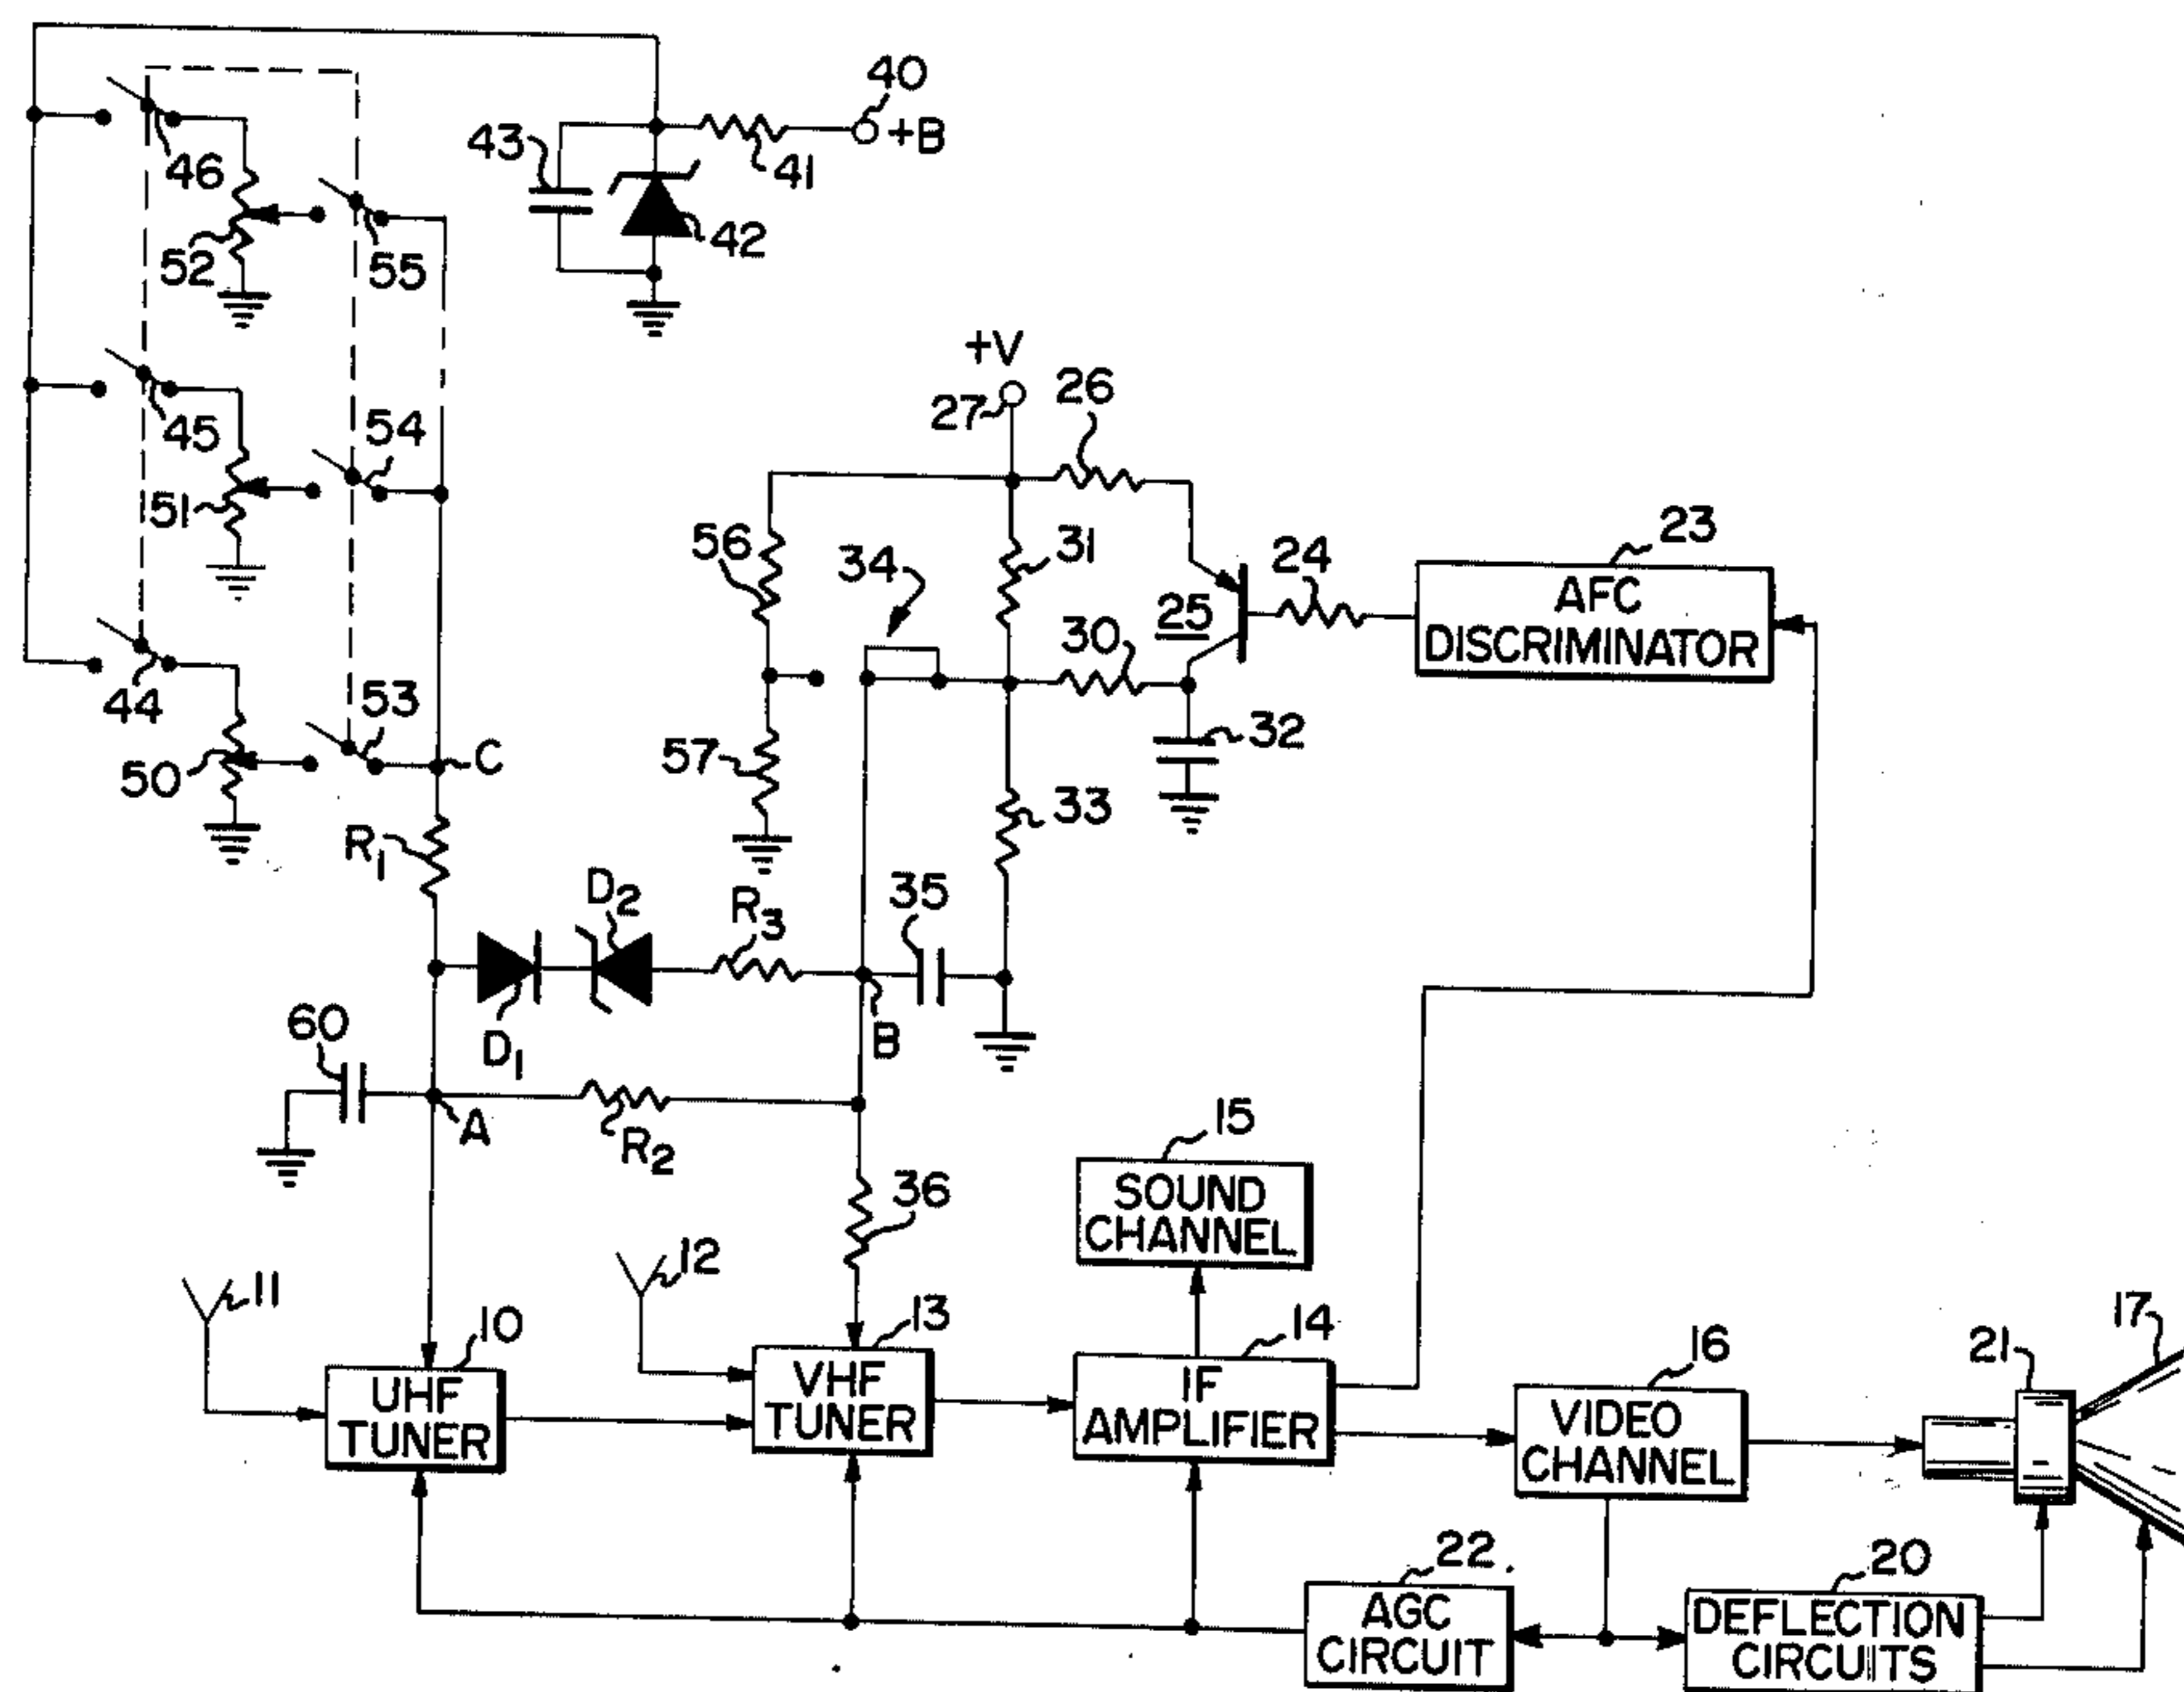 40
+B
43
41
46
42
52
55
+V
26
27
45
54
51
23
56
34
31
24
AFC
DISCRIMINATOR
25
30
44
53
C
50
57
32
33
R1
D2
R3
35
60
D1
B
A
R2
15
SOUND
CHANNEL
36
11
12
10
UHF
TUNER
13
VHF
TUNER
14
IF
AMPLIFIER
16
VIDEO
CHANNEL
21
17
22
AGC
CIRCUIT
20
DEFLECTION
CIRCUITS